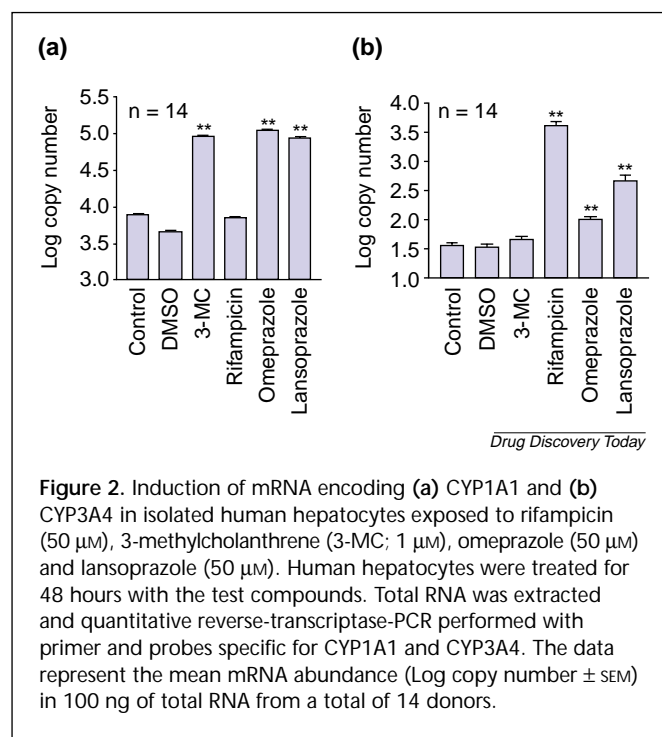 (a)
Log copy number
5.5
5.0
4.5
4.0
3.5
3.0
n = 14
**
**
**
Control
DMSO
3-MC
Rifampicin
Omeprazole
Lansoprazole
(b)
Log copy number
4.0
3.5
3.0
2.5
2.0
1.5
1.0
n = 14
**
**
**
Control
DMSO
3-MC
Rifampicin
Omeprazole
Lansoprazole
Drug Discovery Today
Figure 2. Induction of mRNA encoding (a) CYP1A1 and (b)
CYP3A4 in isolated human hepatocytes exposed to rifampicin
(50 μM), 3-methylcholanthrene (3-MC; 1 μM), omeprazole (50 μM)
and lansoprazole (50 μM). Human hepatocytes were treated for
48 hours with the test compounds. Total RNA was extracted
and quantitative reverse-transcriptase-PCR performed with
primer and probes specific for CYP1A1 and CYP3A4. The data
represent the mean mRNA abundance (Log copy number ± SEM)
in 100 ng of total RNA from a total of 14 donors.